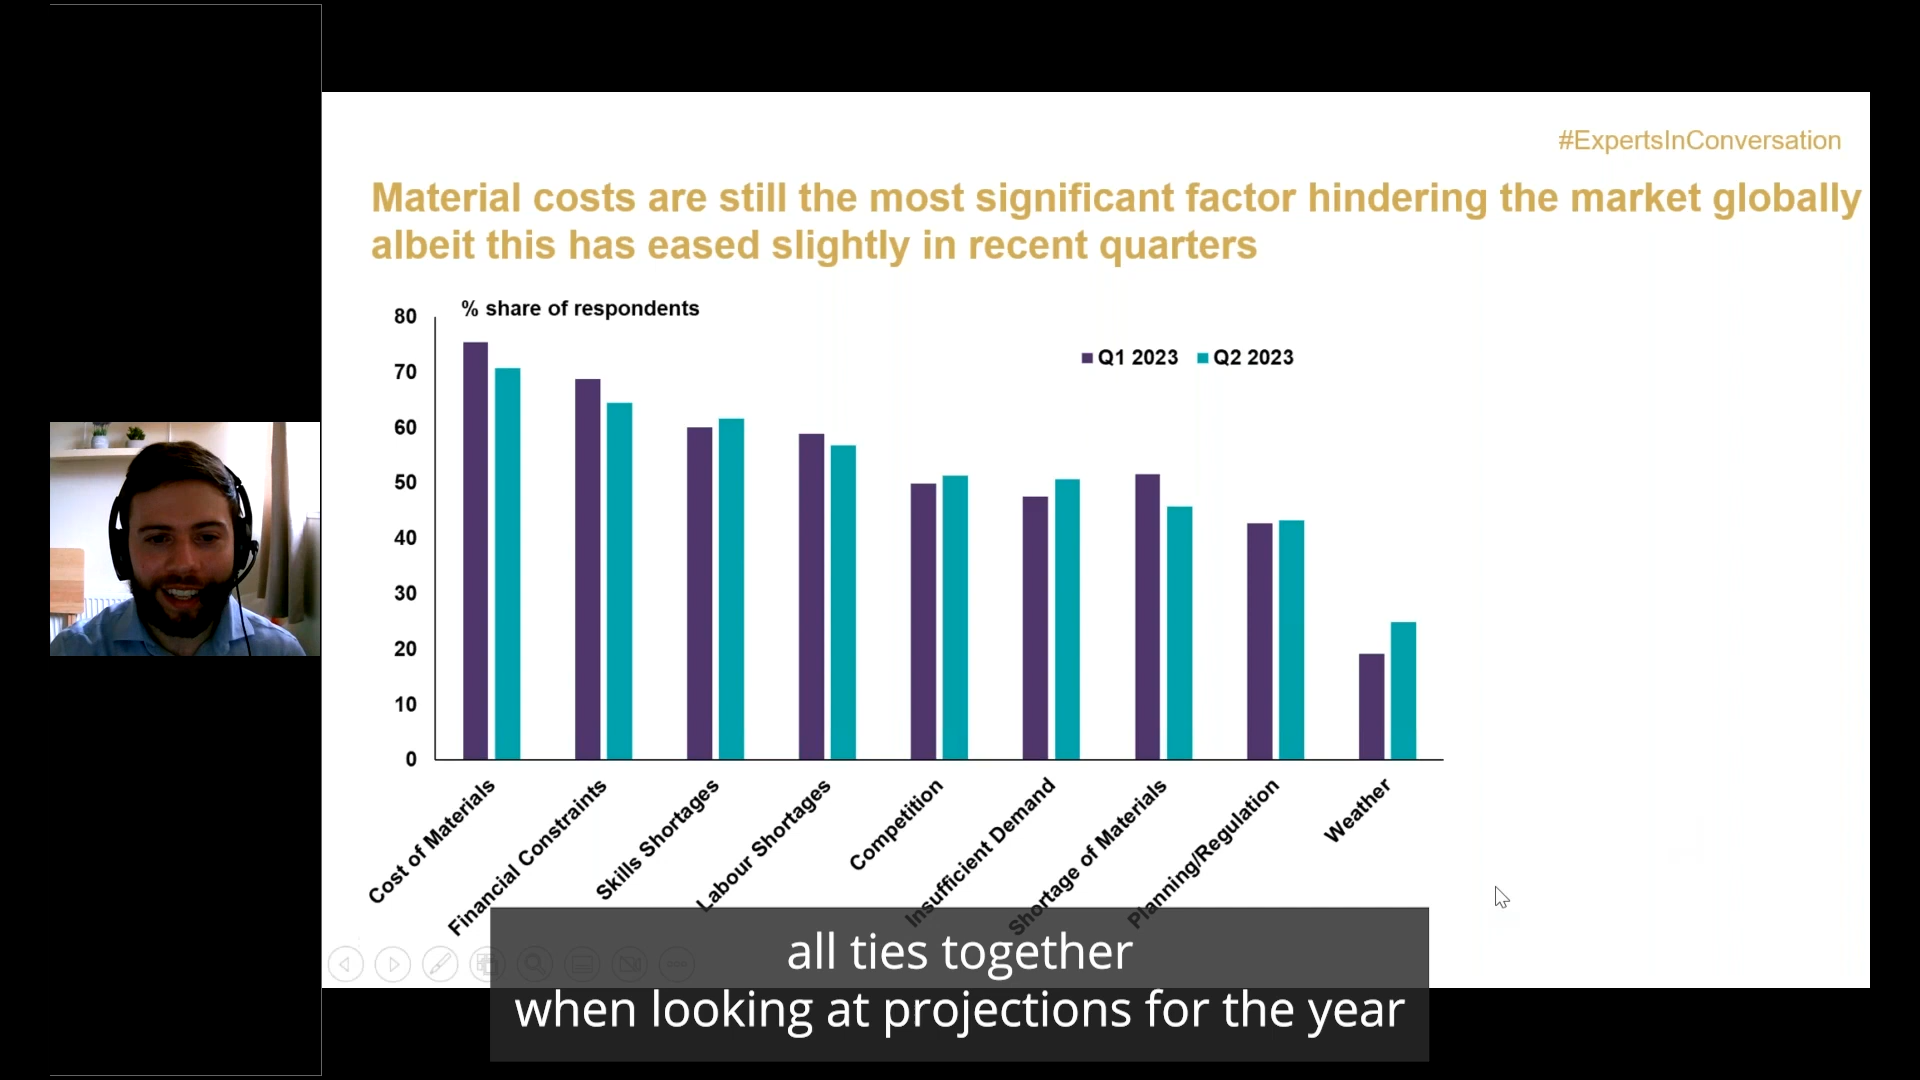 #ExpertsInConversation
Material costs are still the most significant factor hindering the market globally
albeit this has eased slightly in recent quarters
% share of respondents
Q1 2023 Q2 2023
80
70
60
50
40
30
20
10
0
Cost of Materials
Financial Constraints
Skills Shortages
Labour Shortages
Competition
Insufficient Demand
Shortage of Materials
Planning/Regulation
Weather
all ties together
when looking at projections for the year